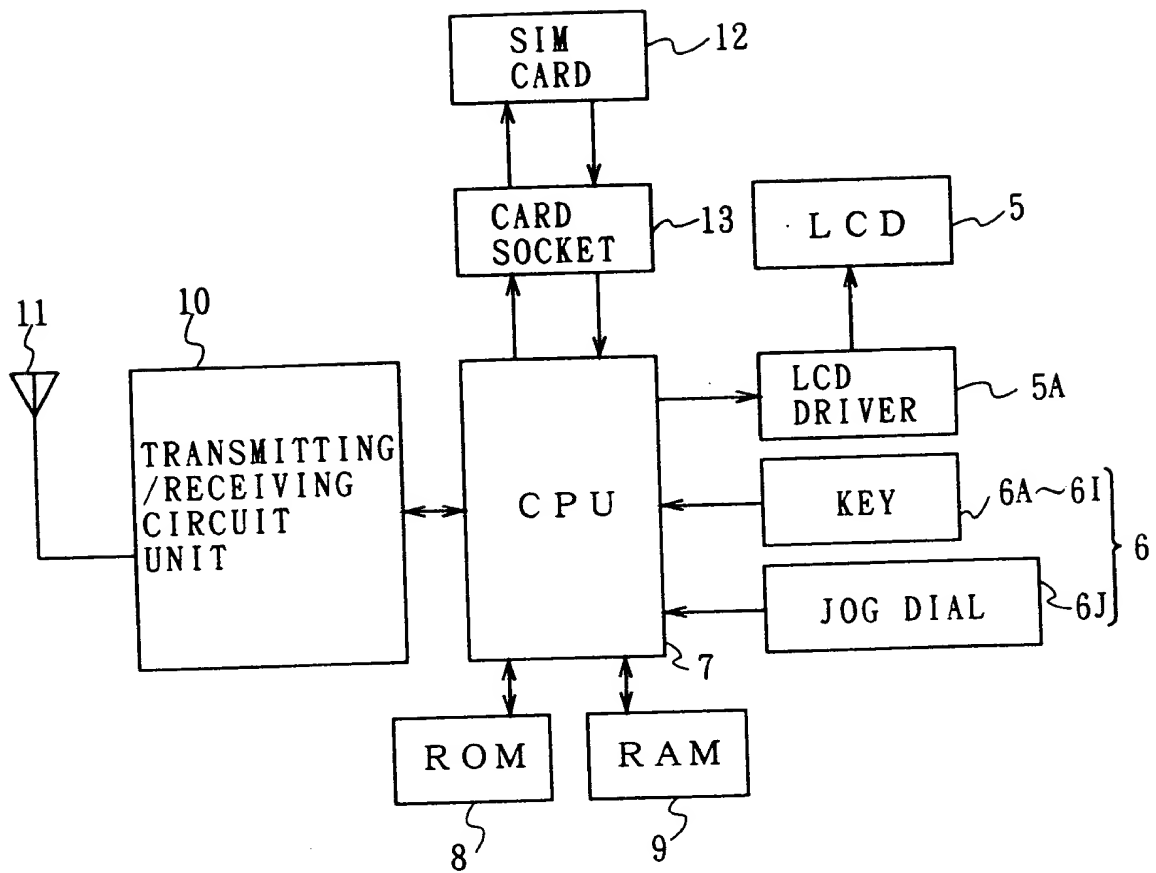 SIM
CARD
12
CARD
SOCKET
13
LCD
5
11
10
LCD
DRIVER
5A
TRANSMITTING
/RECEIVING
CIRCUIT
UNIT
CPU
KEY
6A～6I
6
JOG DIAL
6J
7
ROM
RAM
8
9